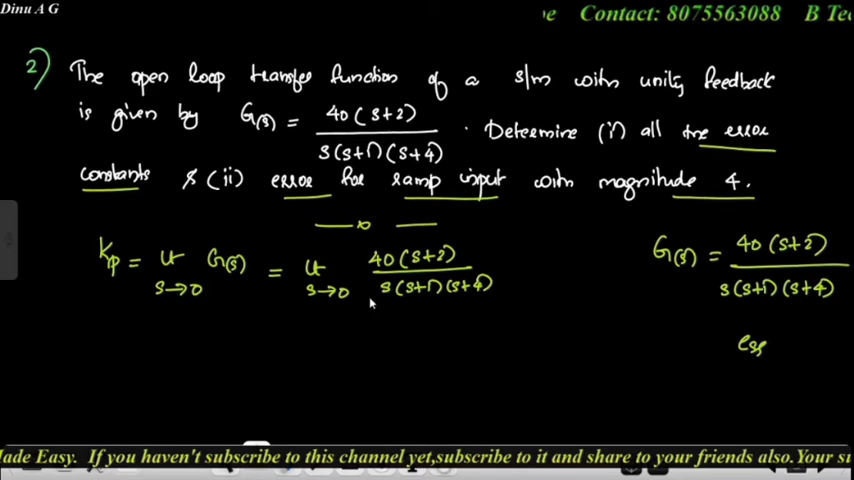 Dinu A G
Contact: 8075563088 B Te
2) The open loop transfer function of a s/m with unity feedback
is given by G(s) = 40(s+2) / s(s+1)(s+4) . Determine (i) all the error
constants & (ii) error for ramp input with magnitude 4.
Kp = Lt s→0 G(s) = Lt s→0 40(s+2) / s(s+1)(s+4)
G(s) = 40(s+2) / s(s+1)(s+4)
ess
Made Easy. If you haven't subscribe to this channel yet,subscribe to it and share to your friends also.Your su